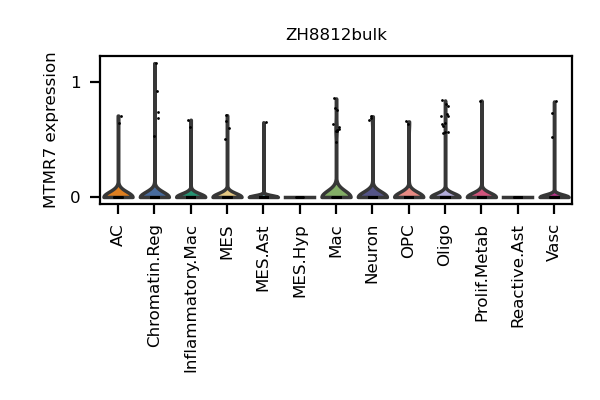 ZH8812bulk
MTMR7 expression
1
0
AC
Chromatin.Reg
Inflammatory.Mac
MES
MES.Ast
MES.Hyp
Mac
Neuron
OPC
Oligo
Prolif.Metab
Reactive.Ast
Vasc